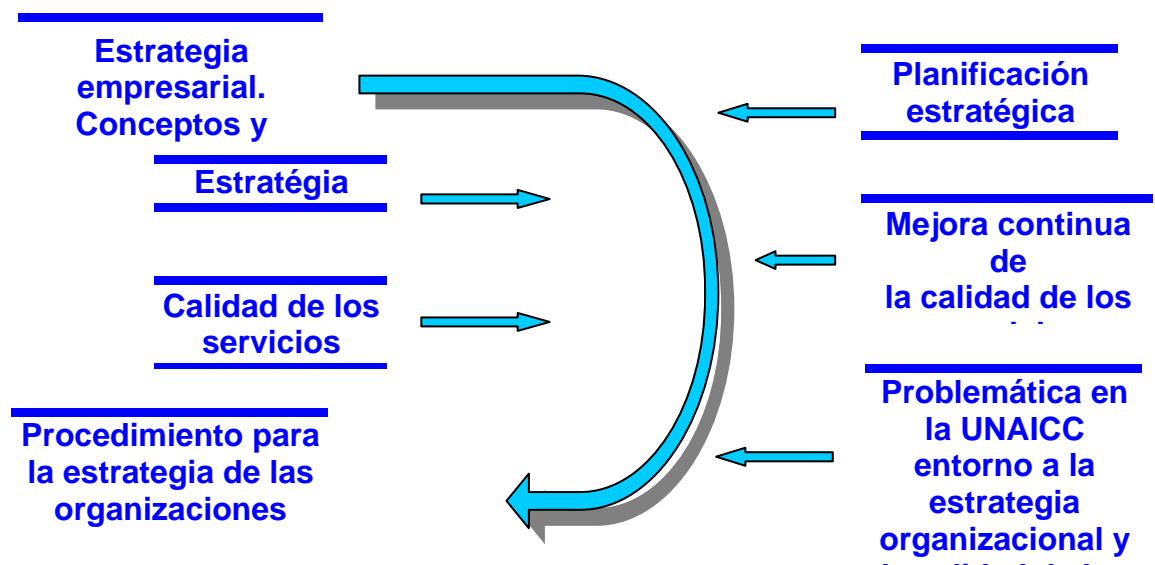 Estrategia
empresarial.
Conceptos y
Estratégia
Calidad de los
servicios
Procedimiento para
la estrategia de las
organizaciones
Planificación
estratégica
Mejora continua
de
la calidad de los
Problemática en
la UNAICC
entorno a la
estrategia
organizacional y